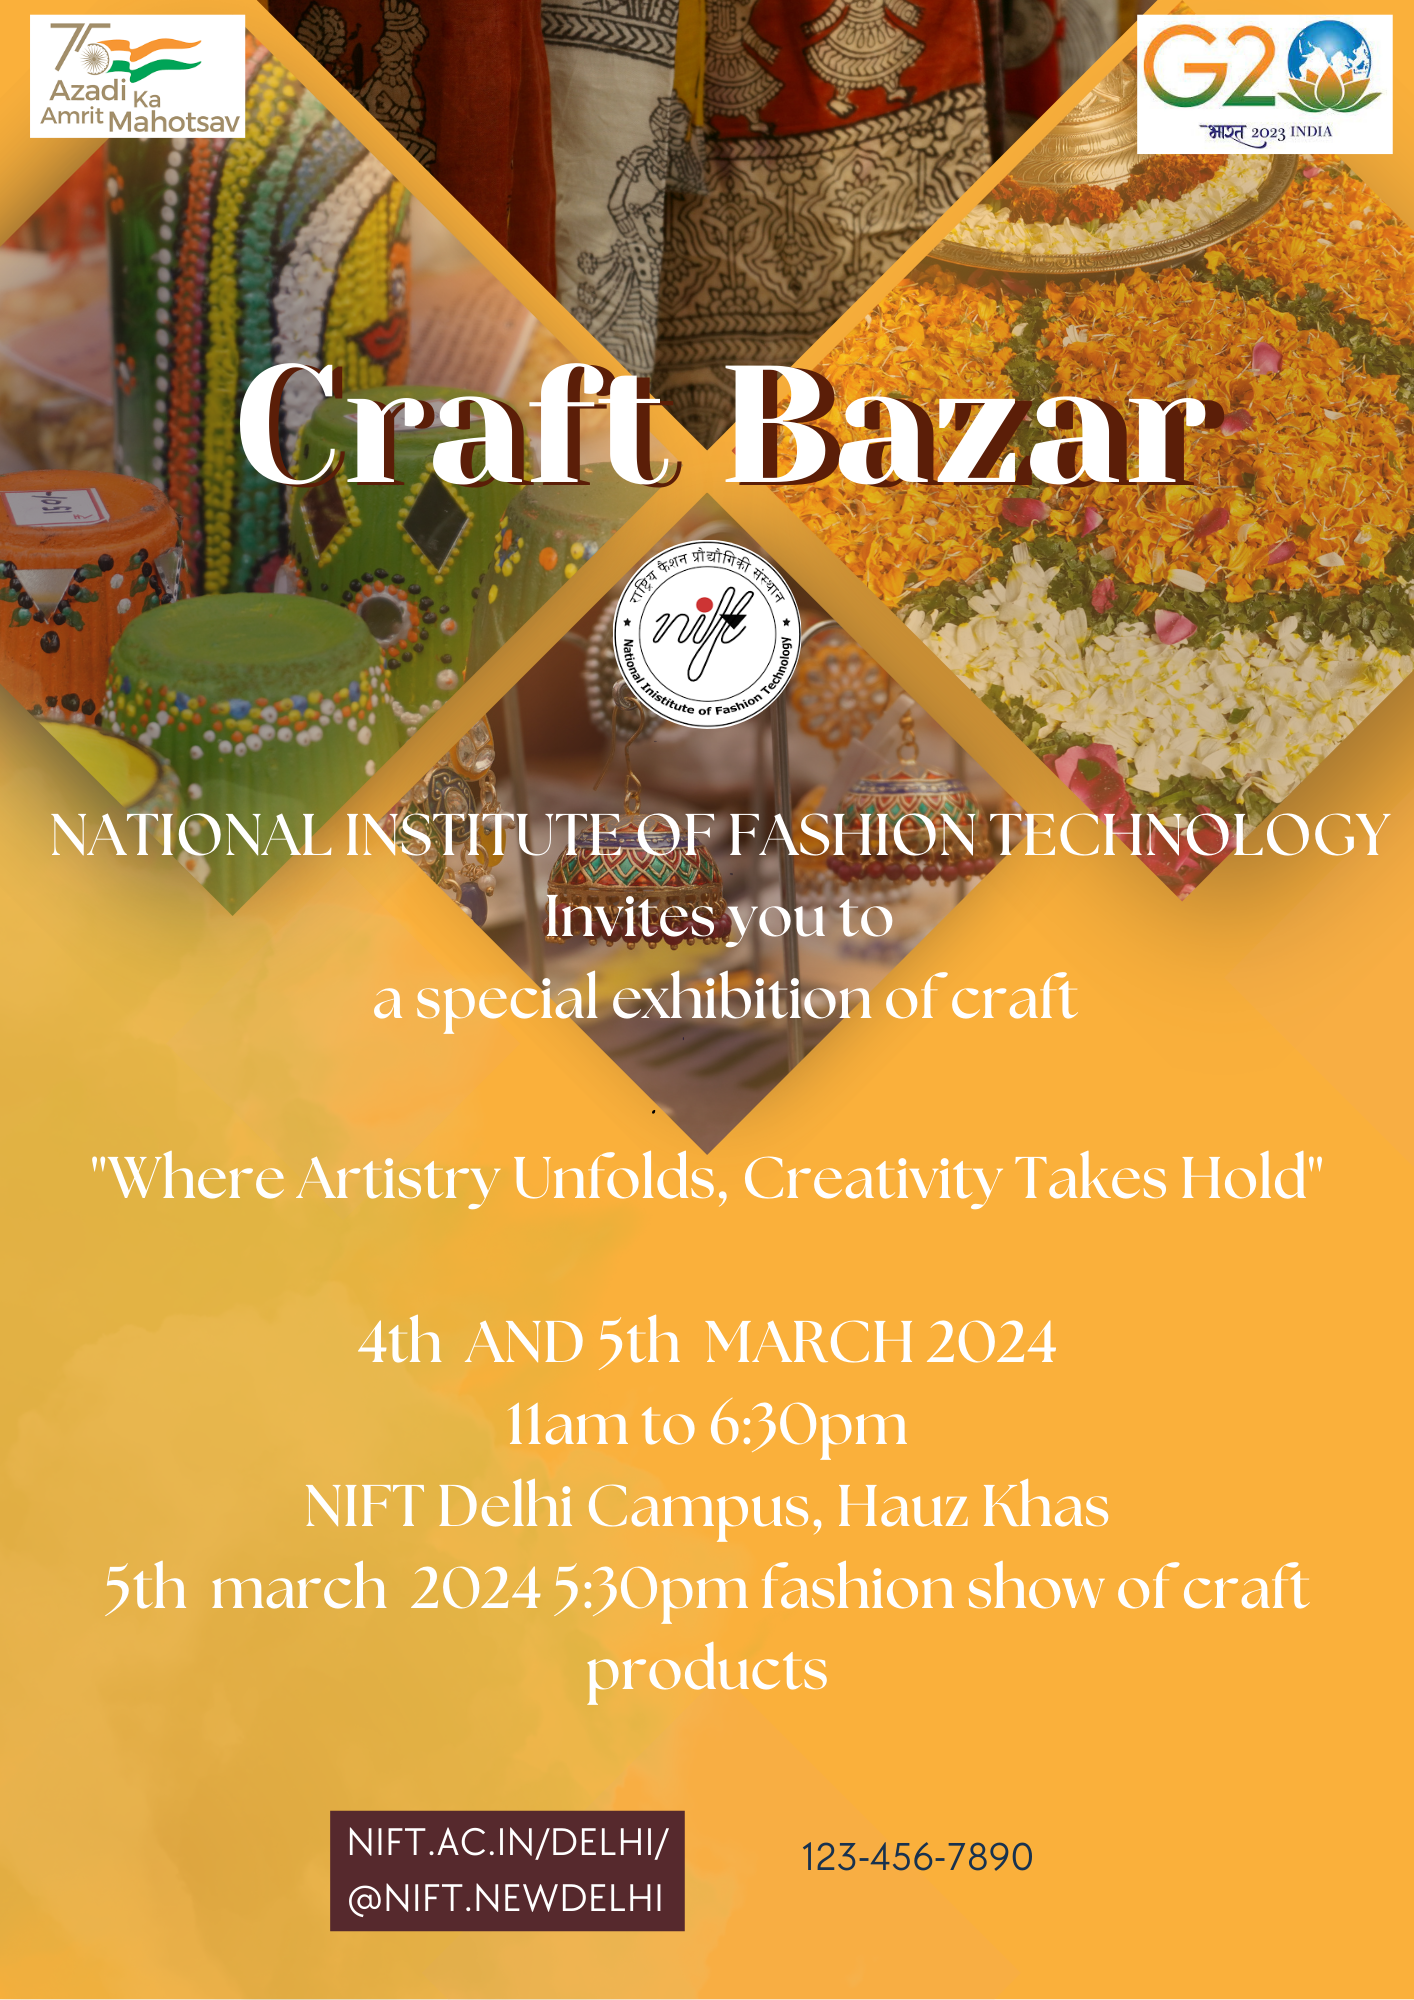 75
Azadi Ka
Amrit Mahotsav
G20
भारत 2023 INDIA
Craft Bazar
150/-
राष्ट्रिय फैशन प्रौद्योगिकी संस्थान
nift
National Inistitute of Fashion Technology
NATIONAL INSTITUTE OF FASHION TECHNOLOGY
Invites you to
a special exhibition of craft
"Where Artistry Unfolds, Creativity Takes Hold"
4th AND 5th MARCH 2024
11am to 6:30pm
NIFT Delhi Campus, Hauz Khas
5th march 2024 5:30pm fashion show of craft
products
NIFT.AC.IN/DELHI/
@NIFT.NEWDELHI
123-456-7890